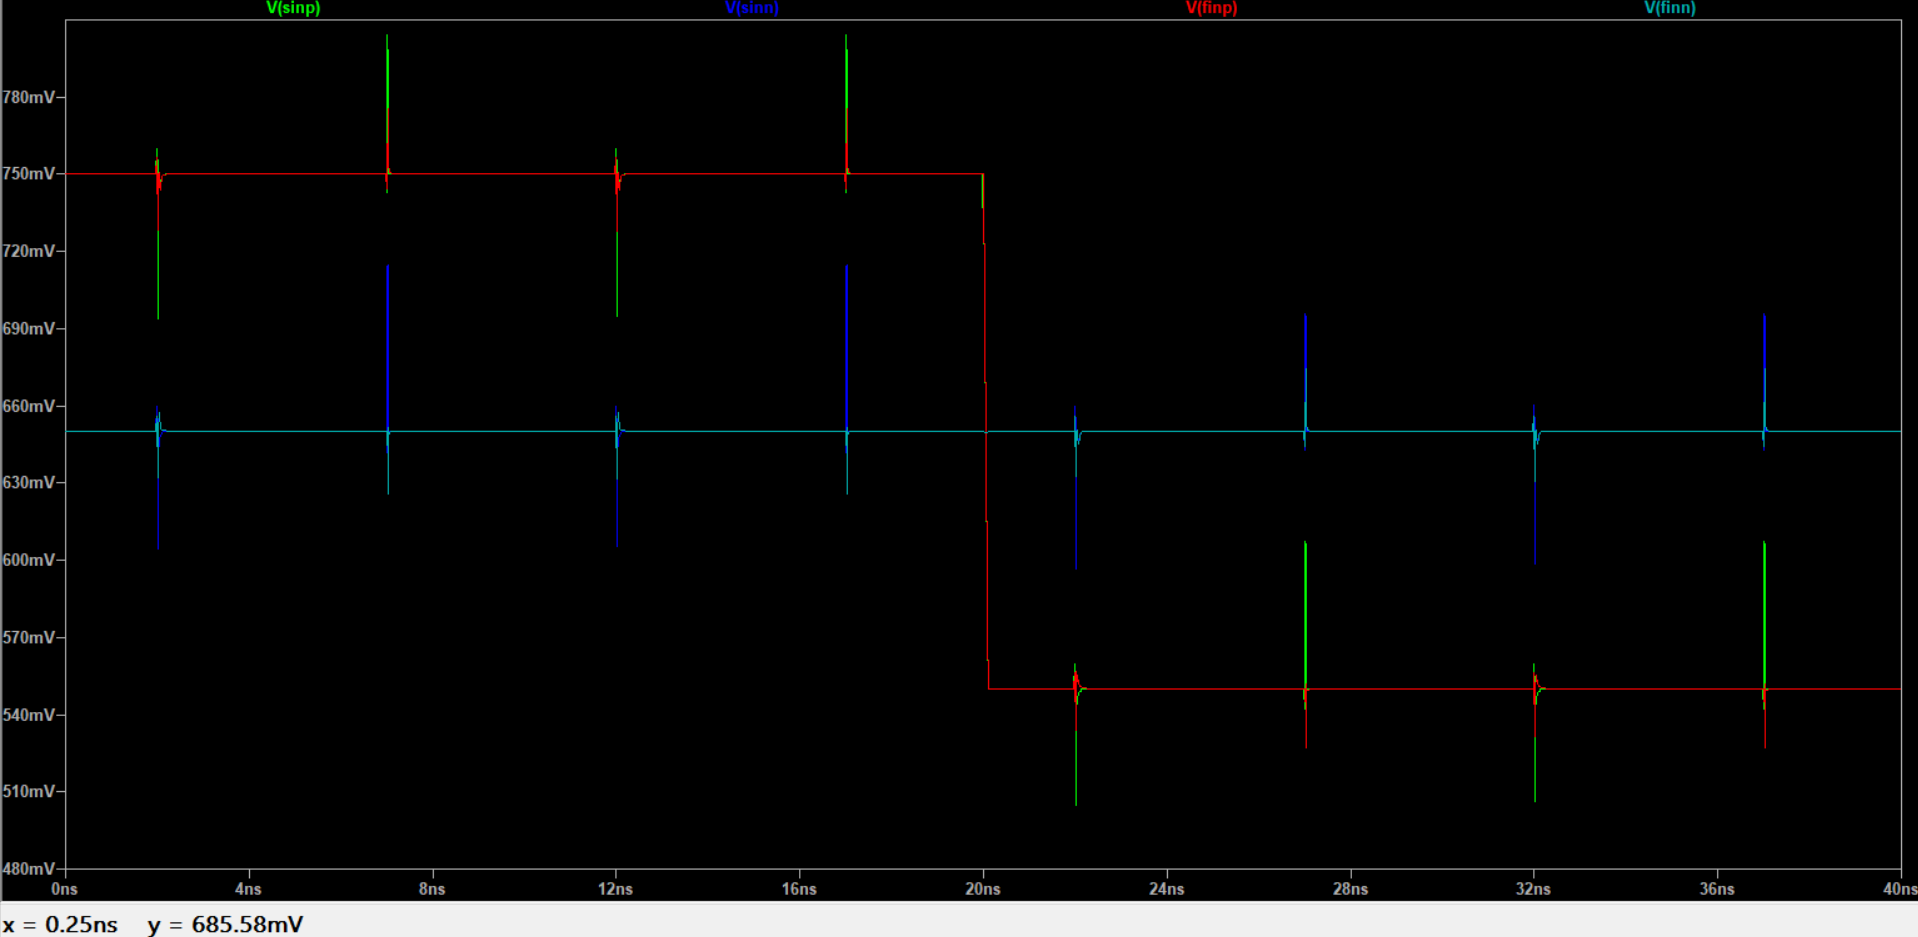 V(sinp) V(sinn) V(finp) V(finn)
780mV
750mV
720mV
690mV
660mV
630mV
600mV
570mV
540mV
510mV
480mV
0ns 4ns 8ns 12ns 16ns 20ns 24ns 28ns 32ns 36ns 40ns
x = 0.25ns y = 685.58mV